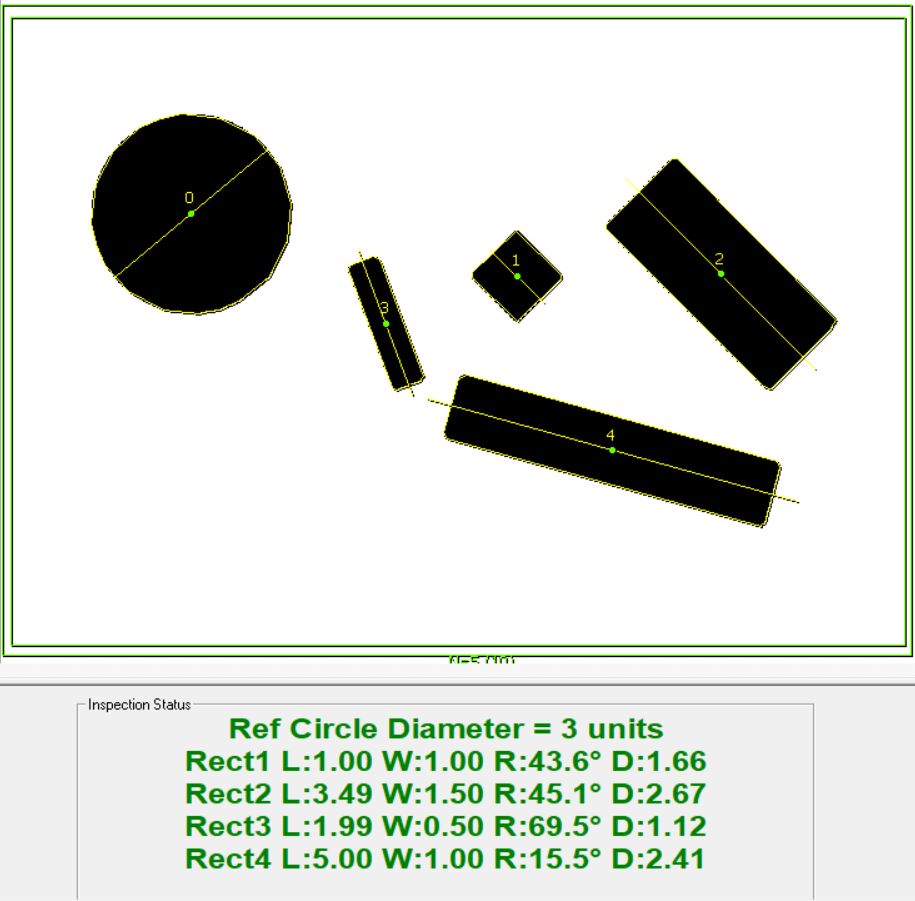 0
1
2
3
4
Inspection Status
Ref Circle Diameter = 3 units
Rect1 L:1.00 W:1.00 R:43.6° D:1.66
Rect2 L:3.49 W:1.50 R:45.1° D:2.67
Rect3 L:1.99 W:0.50 R:69.5° D:1.12
Rect4 L:5.00 W:1.00 R:15.5° D:2.41